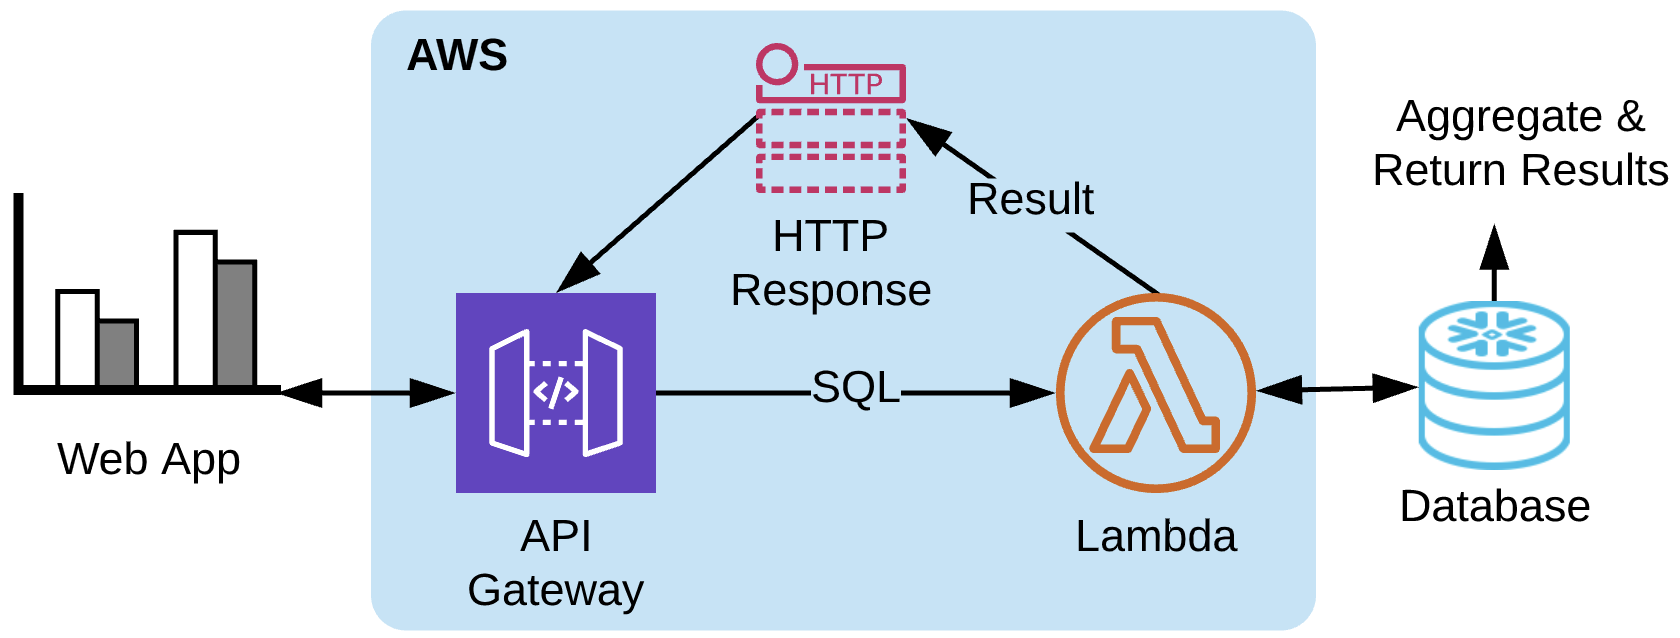 AWS
HTTP
Aggregate &
Return Results
Result
HTTP
Response
SQL
</>
Web App
Database
API
Gateway
Lambda